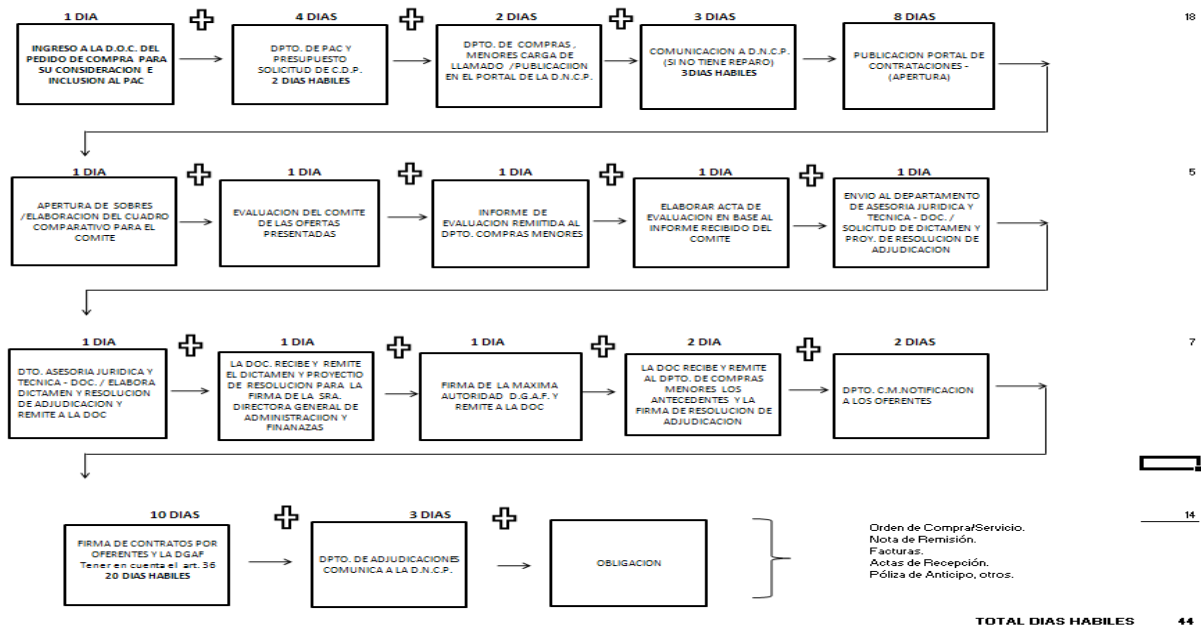 1 DIA
INGRESO A LA D.O.C. DEL
PEDIDO DE COMPRA PARA
SU CONSIDERACION E
INCLUSION AL PAC
4 DIAS
DPTO. DE PAC Y
PRESUPUESTO
SOLICITUD DE C.D.P.
2 DIAS HABILES
2 DIAS
DPTO. DE COMPRAS,
MENORES CARGA DE
LLAMADO /PUBLICACIION
EN EL PORTAL DE LA D.N.C.P.
3 DIAS
COMUNICACION A D.N.C.P.
(SI NO TIENE REPARO)
3DIAS HABILES
8 DIAS
PUBLICACION PORTAL DE
CONTRATACIONES -
(APERTURA)
18
1 DIA
APERTURA DE SOBRES
/ELABORACION DEL CUADRO
COMPARATIVO PARA EL
COMITE
1 DIA
EVALUACION DEL COMITE
DE LAS OFERTAS
PRESENTADAS
1 DIA
INFORME DE
EVALUACION REMIITIDA AL
DPTO. COMPRAS MENORES
1 DIA
ELABORAR ACTA DE
EVALUACION EN BASE AL
INFORME RECIBIDO DEL
COMITE
1 DIA
ENVIO AL DEPARTAMENTO
DE ASESORIA JURIDICA Y
TECNICA - DOC. /
SOLICITUD DE DICTAMEN Y
PROY. DE RESOLUCION DE
ADJUDICACION
5
1 DIA
DTO. ASESORIA JURIDICA Y
TECNICA - DOC. / ELABORA
DICTAMEN Y RESOLUCION
DE ADJUDICACION Y
REMITE A LA DOC
1 DIA
LA DOC. RECIBE Y REMITE
EL DICTAMEN Y PROYECTIO
DE RESOLUCION PARA LA
FIRMA DE LA SRA.
DIRECTORA GENERAL DE
ADMINISTRACIION Y
FINANAZAS
1 DIA
FIRMA DE LA MAXIMA
AUTORIDAD D.G.A.F. Y
REMITE A LA DOC
2 DIA
LA DOC RECIBE Y REMITE
AL DPTO. DE COMPRAS
MENORES LOS
ANTECEDENTES Y LA
FIRMA DE RESOLUCION DE
ADJUDICACION
2 DIAS
DPTO. C.M.NOTIFICACION
A LOS OFERENTES
7
10 DIAS
FIRMA DE CONTRATOS POR
OFERENTES Y LA DGAF
Tener en cuenta el art. 36
20 DIAS HABILES
3 DIAS
DPTO. DE ADJUDICACIONES
COMUNICA A LA D.N.C.P.
OBLIGACION
Orden de Compra/Servicio.
Nota de Remisión.
Facturas.
Actas de Recepción.
Póliza de Anticipo, otros.
14
TOTAL DIAS HABILES 44